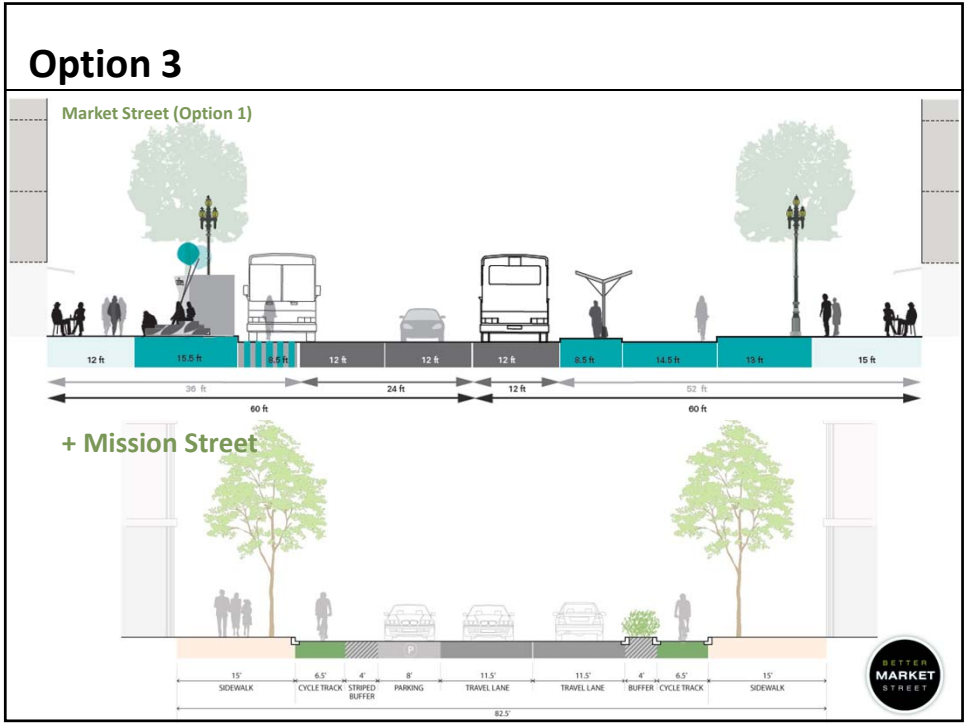 Option 3
Market Street (Option 1)
12 ft 15.5 ft 8.5 ft 12 ft 12 ft 12 ft 8.5 ft 14.5 ft 13 ft 15 ft
36 ft 24 ft 12 ft 52 ft
60 ft 60 ft
+ Mission Street
P
15' 6.5' 4' 8' 11.5' 11.5' 4' 6.5' 15'
SIDEWALK CYCLE TRACK STRIPED PARKING TRAVEL LANE TRAVEL LANE BUFFER CYCLE TRACK SIDEWALK
BUFFER
82.5'
BETTER
MARKET
STREET